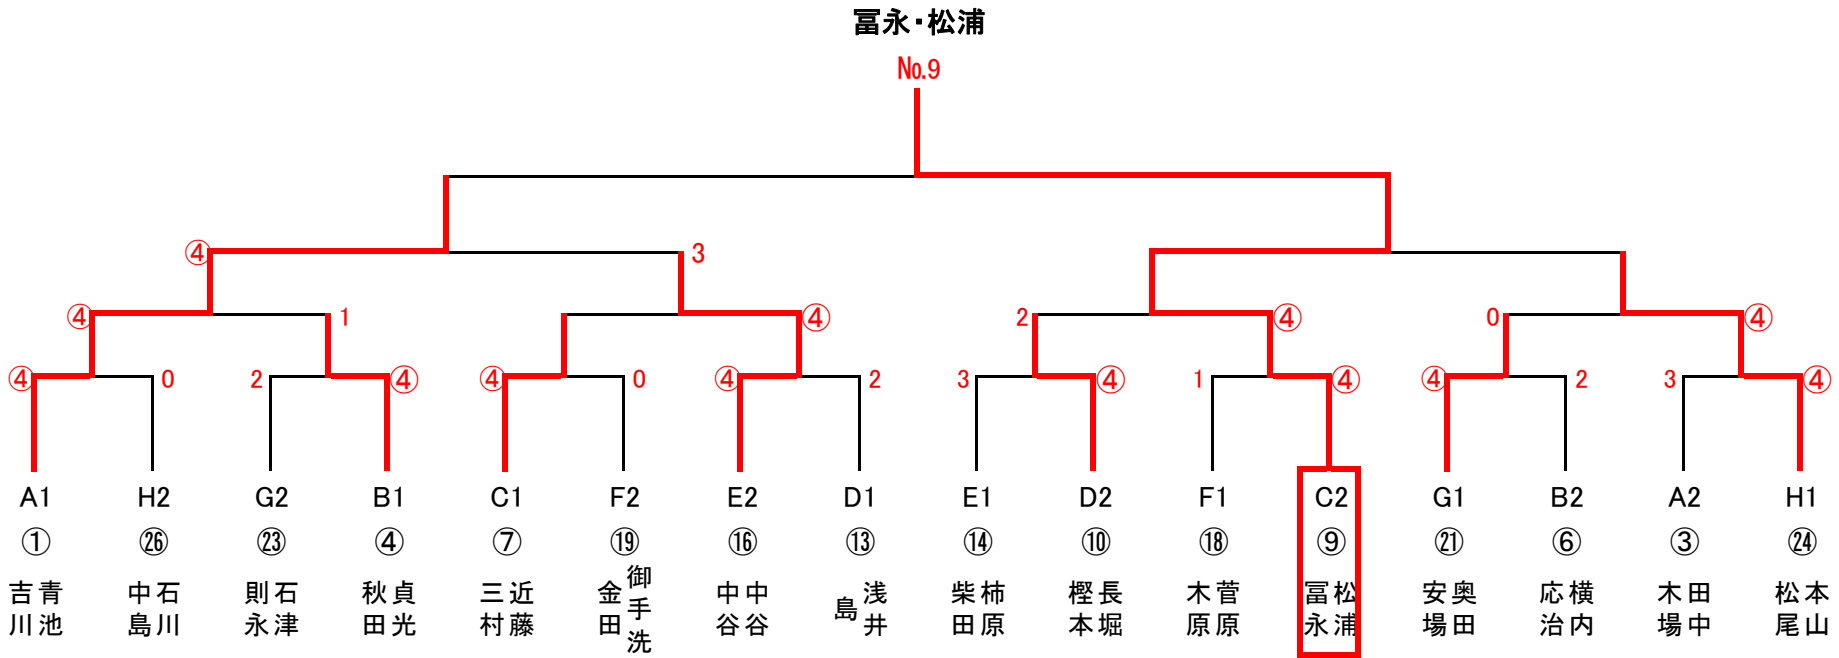 冨永・松浦
№.9
④ 3
④ 1 ④ 2 ④ 0 ④
④ 0 2 ④ ④ 0 ④ 2 3 ④ 1 ④ ④ 2 3 ④
A1 H2 G2 B1 C1 F2 E2 D1 E1 D2 F1 C2 G1 B2 A2 H1
① ㉖ ㉓ ④ ⑦ ⑲ ⑯ ⑬ ⑭ ⑩ ⑱ ⑨ ㉑ ⑥ ③ ㉔
吉川 青池
中島 石川
則永 石津
秋田 貞光
三村 近藤
金田 御手洗
中谷 中谷
島 浅井
柴田 柿原
樫本 長堀
木原 菅原
冨永 松浦
安場 奥田
応治 横内
木場 田中
松尾 本山